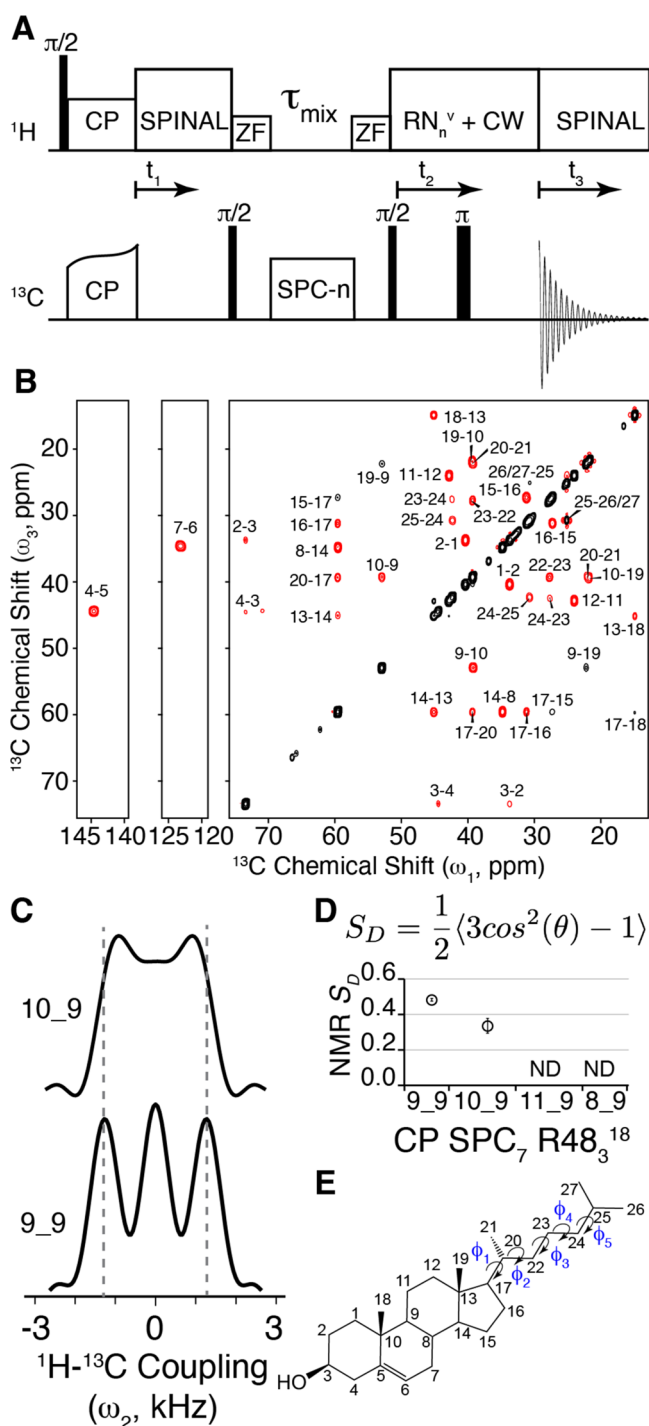 A
π/2
¹H
CP
SPINAL
ZF
τmix
ZF
RNₙᵛ + CW
SPINAL
t₁
t₂
t₃
π/2
π/2
π
¹³C
CP
SPC-n
B
¹³C Chemical Shift (ω₃, ppm)
20
30
40
50
60
70
4-5
7-6
18-13
19-10
20-21
19-9
11-12
26/27-25
15-16
15-17
23-24
23-22
25-26/27
2-3
16-17
25-24
16-15
8-14
2-1
20-21
20-17
10-9
1-2
22-23
10-19
4-3
24-25
12-11
13-14
24-23
13-18
9-10
9-19
14-13
14-8
17-15
17-20
17-16
17-18
3-4
3-2
145 140
125 119
70 60 50 40 30 20
¹³C Chemical Shift (ω₁, ppm)
C
10_9
9_9
-3 0 3
¹H-¹³C Coupling
(ω₂, kHz)
D
S_D = 1/2 ⟨3cos²(θ) − 1⟩
NMR S_D
0.6
0.4
0.2
0.0
ND ND
9_9 10_9 11_9 8_9
CP SPC₇ R48₃¹⁸
E
27
26
25
ϕ₄
23
21
20
24
ϕ₅
ϕ₁
22
ϕ₃
ϕ₂
19
12
11
17
13
18
16
1
9
14
15
2
10
8
3
5
7
HO
4
6